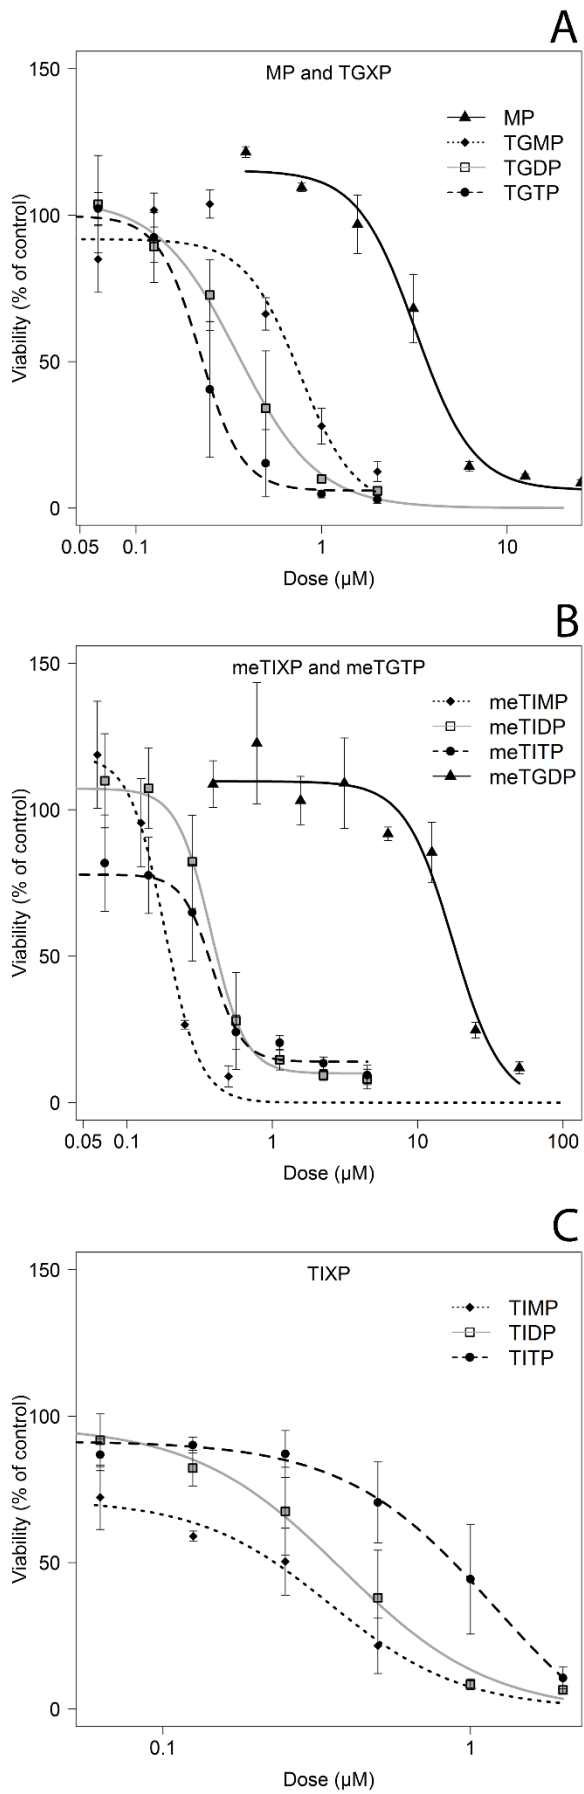 A
MP and TGXP
MP
TGMP
TGDP
TGTP
150
100
50
0
Viability (% of control)
0.05 0.1 1 10
Dose (µM)
B
meTIXP and meTGTP
meTIMP
meTIDP
meTITP
meTGDP
150
100
50
0
Viability (% of control)
0.05 0.1 1 10 100
Dose (µM)
C
TIXP
TIMP
TIDP
TITP
150
100
50
0
Viability (% of control)
0.1 1
Dose (µM)